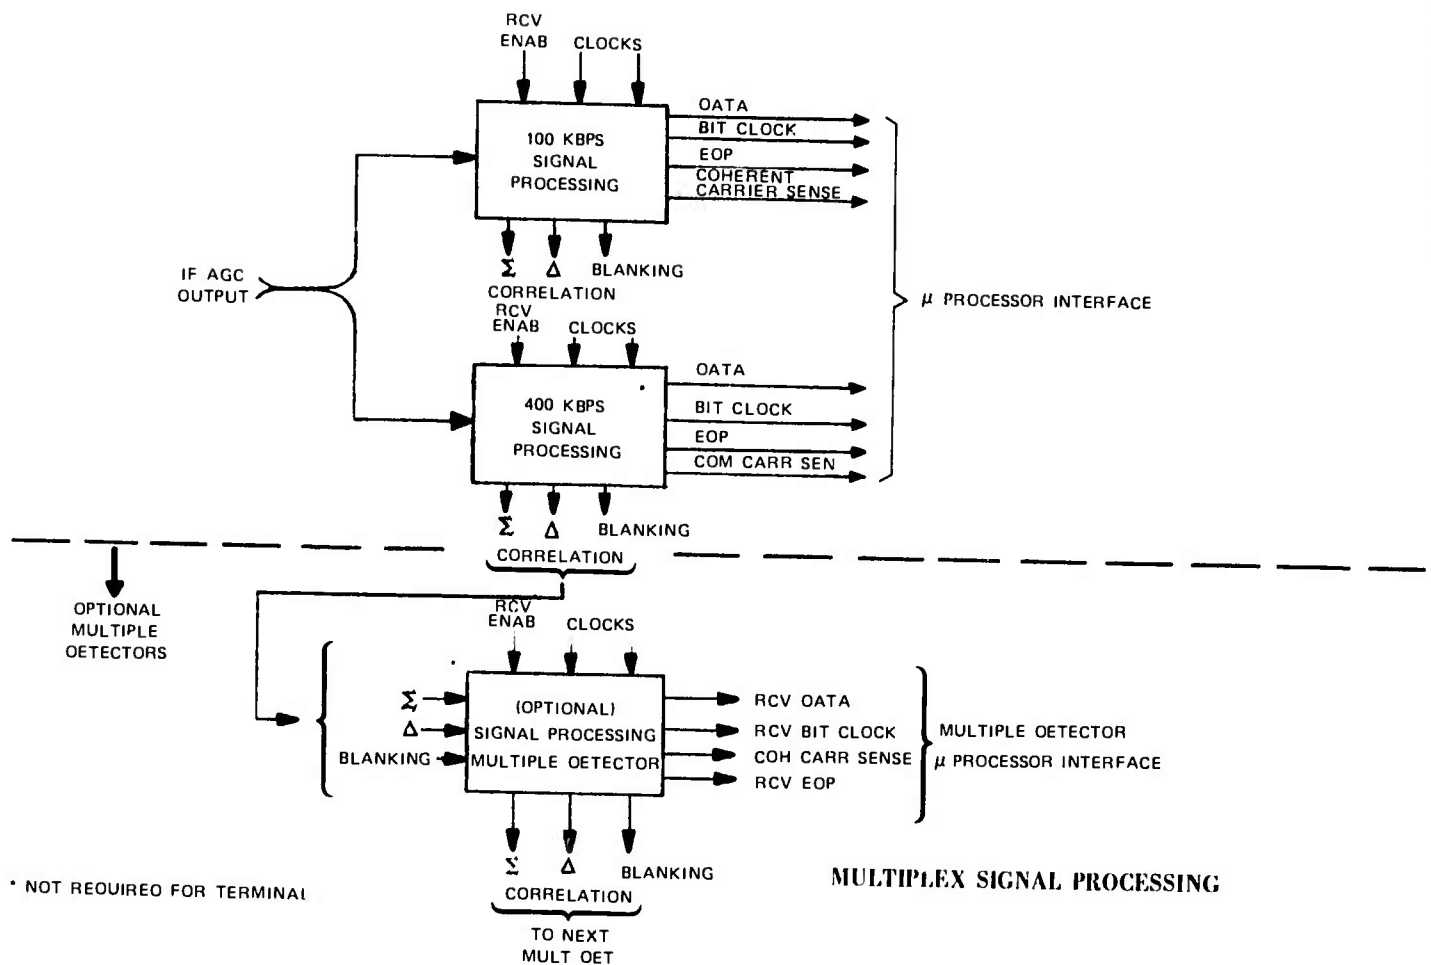 RCV
ENAB
CLOCKS
100 KBPS
SIGNAL
PROCESSING
OATA
BIT CLOCK
EOP
COHERENT
CARRIER SENSE
Σ Δ BLANKING
CORRELATION
IF AGC
OUTPUT
μ PROCESSOR INTERFACE
RCV
ENAB
CLOCKS
400 KBPS
SIGNAL
PROCESSING
OATA
BIT CLOCK
EOP
COM CARR SEN
Σ Δ BLANKING
CORRELATION
OPTIONAL
MULTIPLE
OETECTORS
RCV
ENAB
CLOCKS
Σ
Δ
BLANKING
(OPTIONAL)
SIGNAL PROCESSING
MULTIPLE OETECTOR
RCV OATA
RCV BIT CLOCK
COH CARR SENSE
RCV EOP
MULTIPLE OETECTOR
μ PROCESSOR INTERFACE
Σ Δ BLANKING
CORRELATION
TO NEXT
MULT OET
* NOT REQUIREO FOR TERMINAL
MULTIPLEX SIGNAL PROCESSING